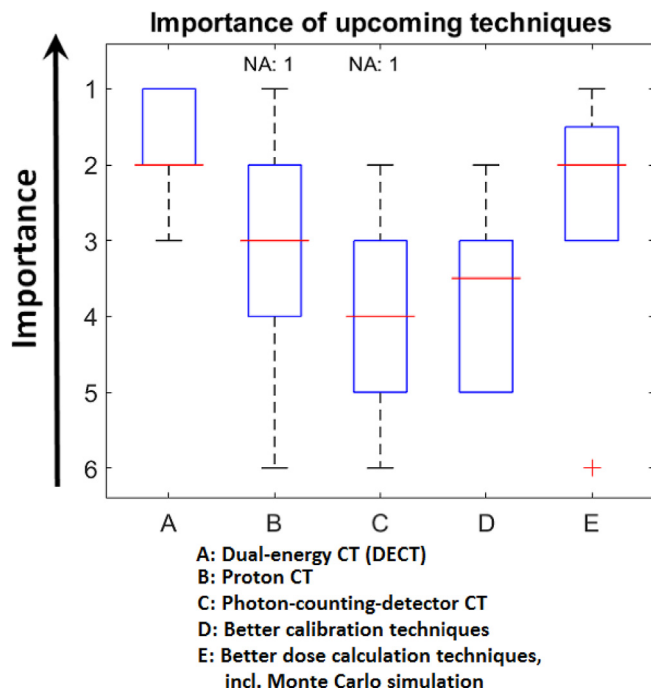 Importance of upcoming techniques
NA: 1 NA: 1
Importance
1
2
3
4
5
6
A B C D E
A: Dual-energy CT (DECT)
B: Proton CT
C: Photon-counting-detector CT
D: Better calibration techniques
E: Better dose calculation techniques,
incl. Monte Carlo simulation